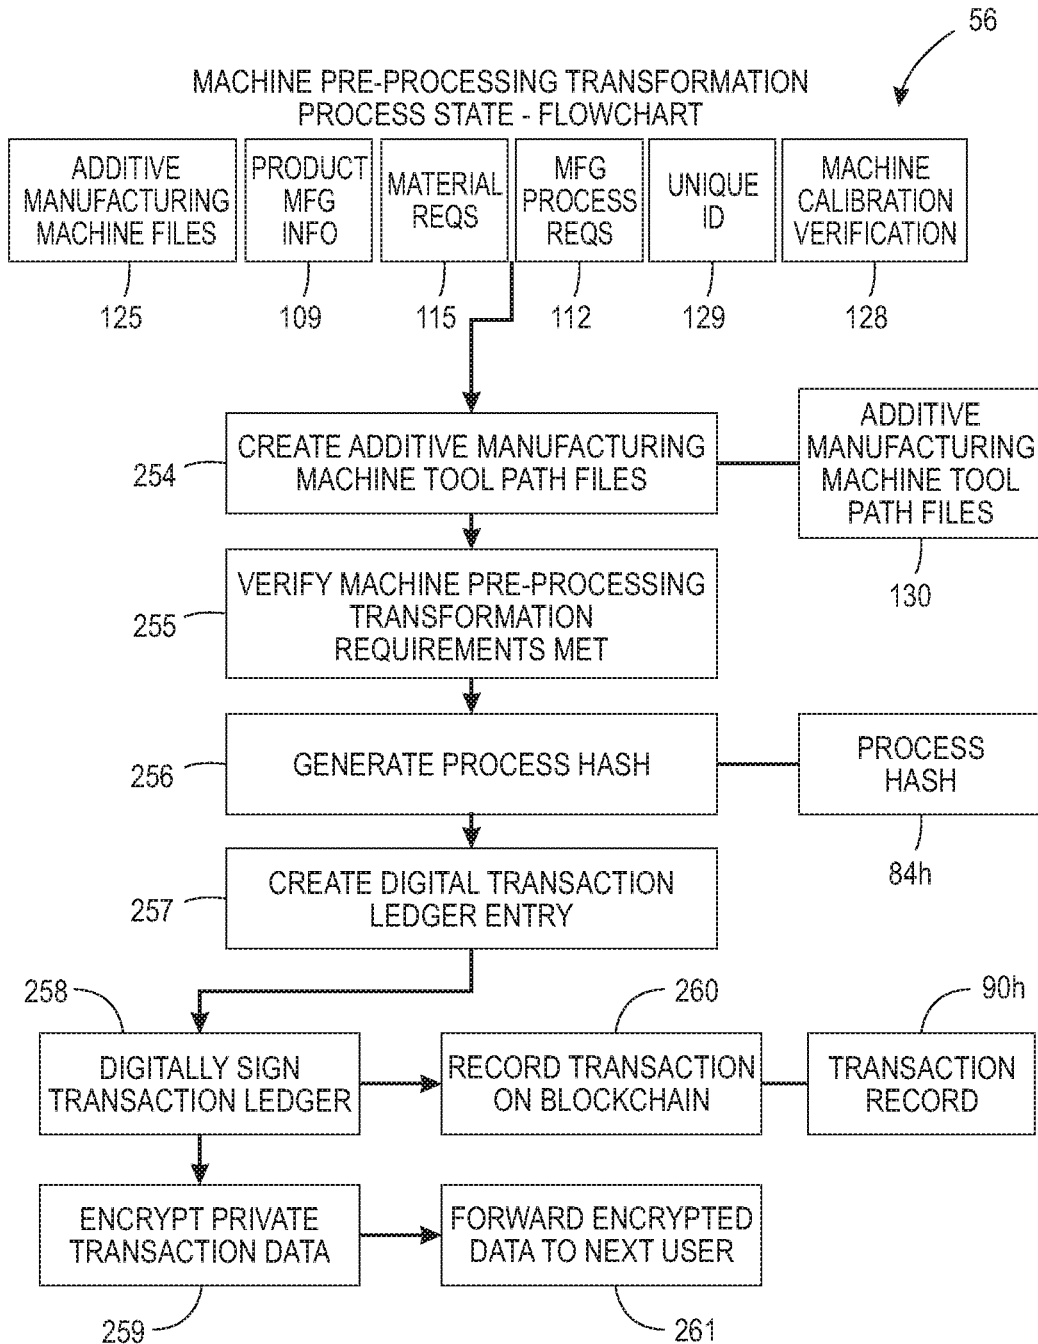 56
MACHINE PRE-PROCESSING TRANSFORMATION
PROCESS STATE - FLOWCHART
ADDITIVE
MANUFACTURING
MACHINE FILES
PRODUCT
MFG
INFO
MATERIAL
REQS
MFG
PROCESS
REQS
UNIQUE
ID
MACHINE
CALIBRATION
VERIFICATION
125
109
115
112
129
128
254
CREATE ADDITIVE MANUFACTURING
MACHINE TOOL PATH FILES
ADDITIVE
MANUFACTURING
MACHINE TOOL
PATH FILES
130
255
VERIFY MACHINE PRE-PROCESSING
TRANSFORMATION
REQUIREMENTS MET
256
GENERATE PROCESS HASH
PROCESS
HASH
84h
257
CREATE DIGITAL TRANSACTION
LEDGER ENTRY
258
260
90h
DIGITALLY SIGN
TRANSACTION LEDGER
RECORD TRANSACTION
ON BLOCKCHAIN
TRANSACTION
RECORD
ENCRYPT PRIVATE
TRANSACTION DATA
FORWARD ENCRYPTED
DATA TO NEXT USER
259
261